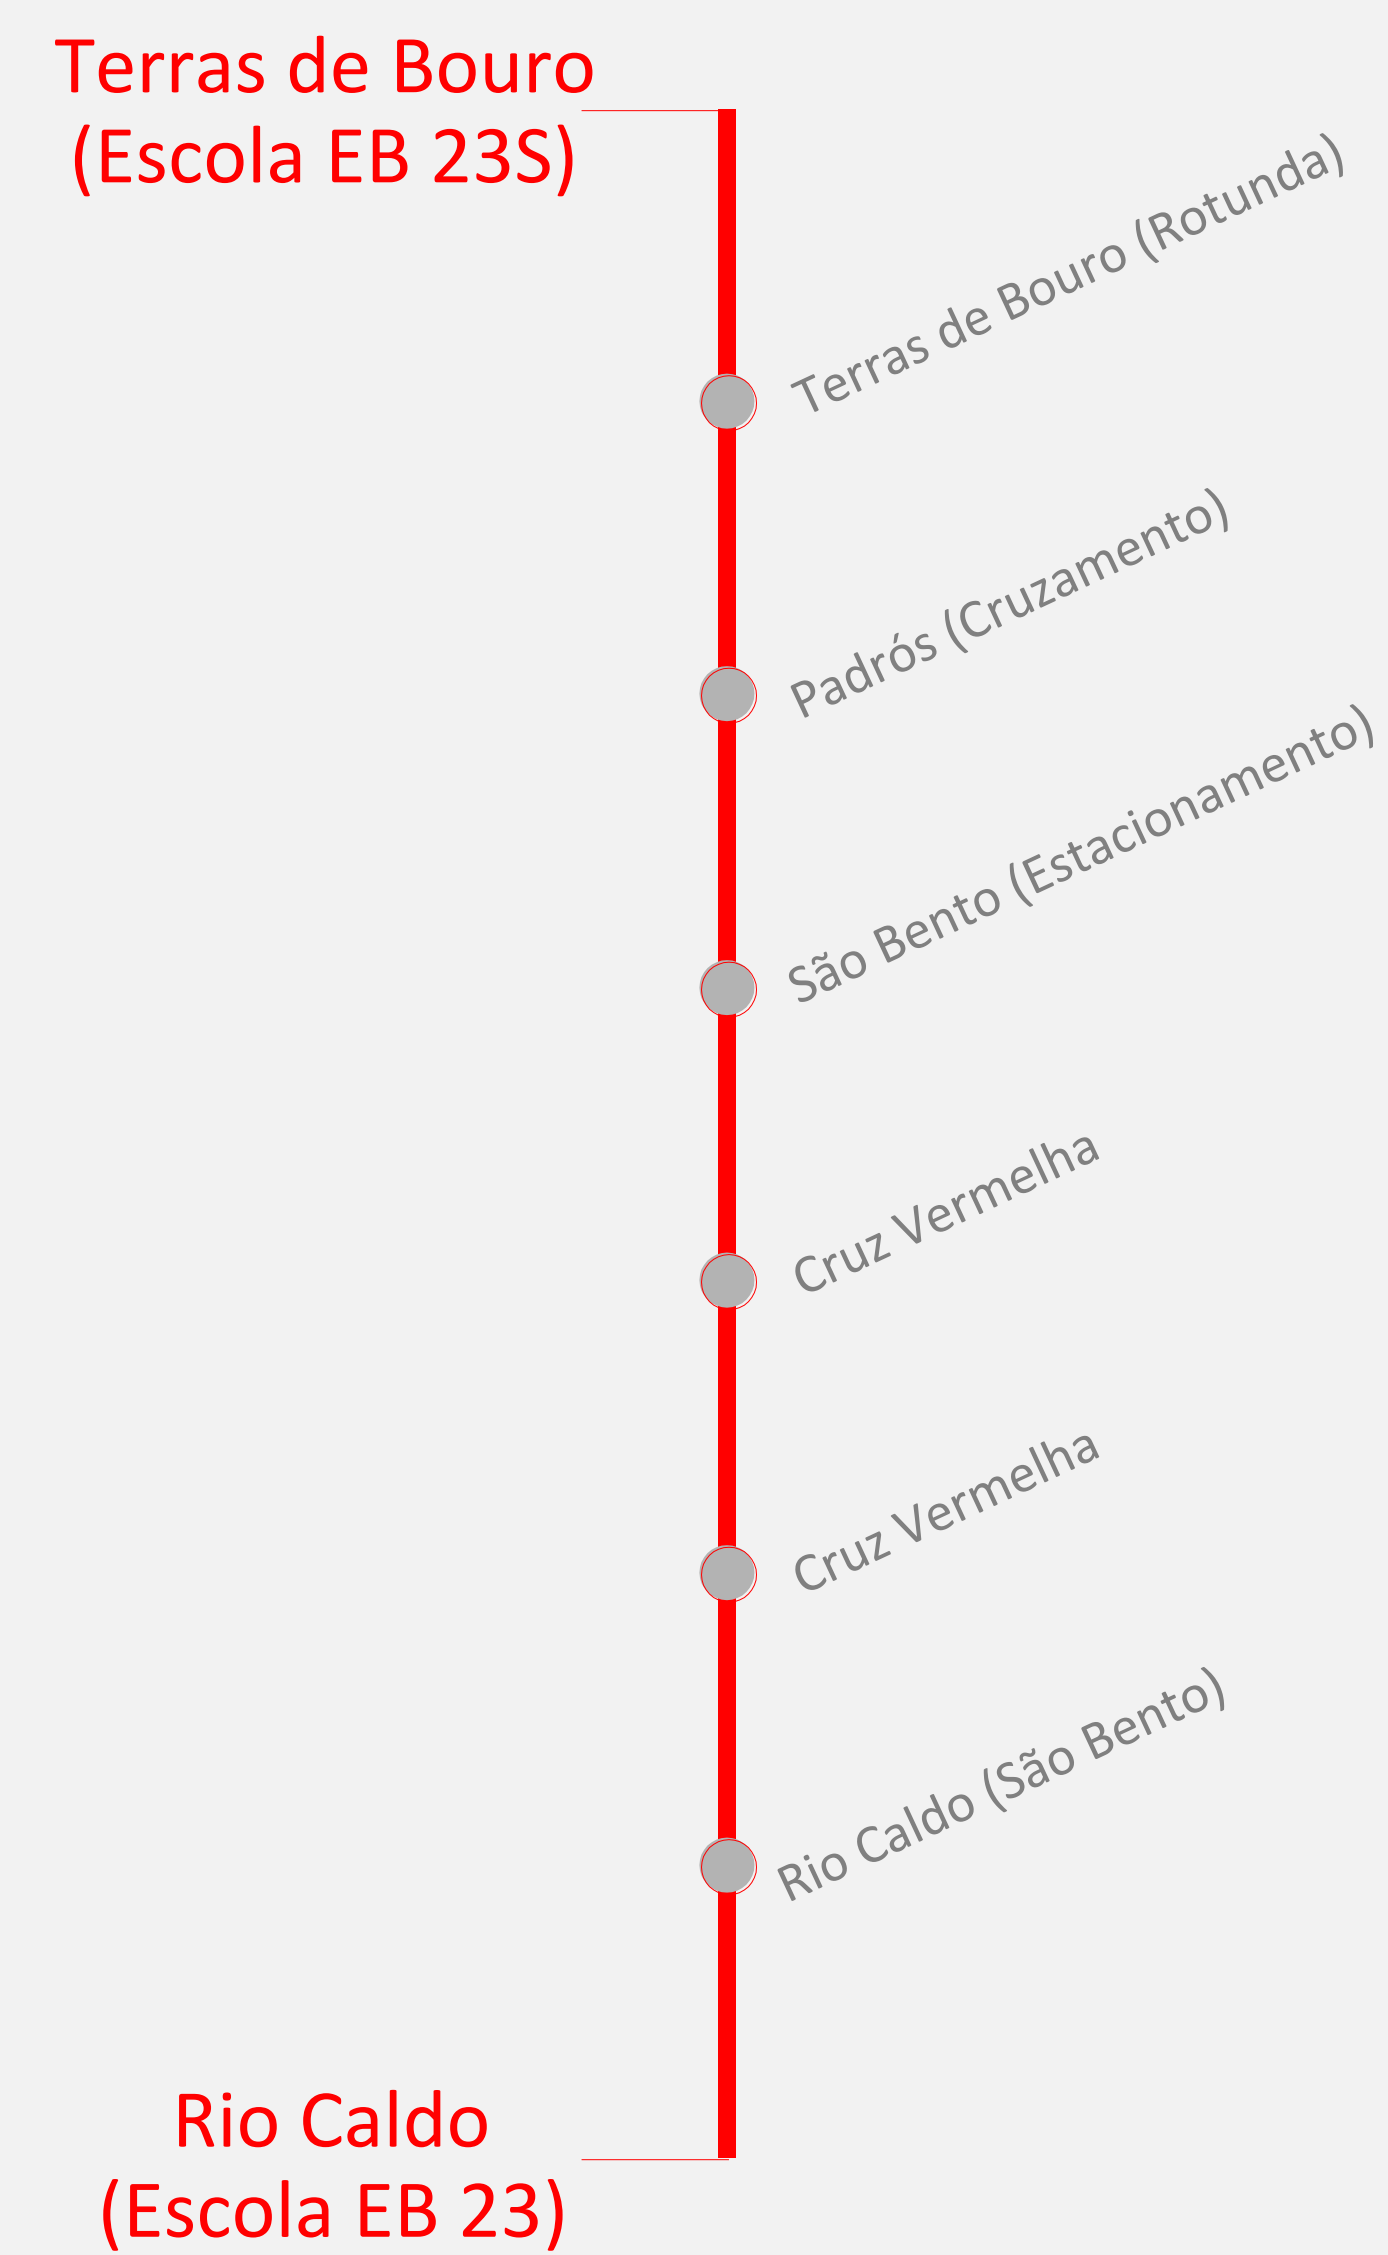 Terras de Bouro
(Escola EB 23S)
Terras de Bouro (Rotunda)
Padrós (Cruzamento)
São Bento (Estacionamento)
Cruz Vermelha
Cruz Vermelha
Rio Caldo (São Bento)
Rio Caldo
(Escola EB 23)